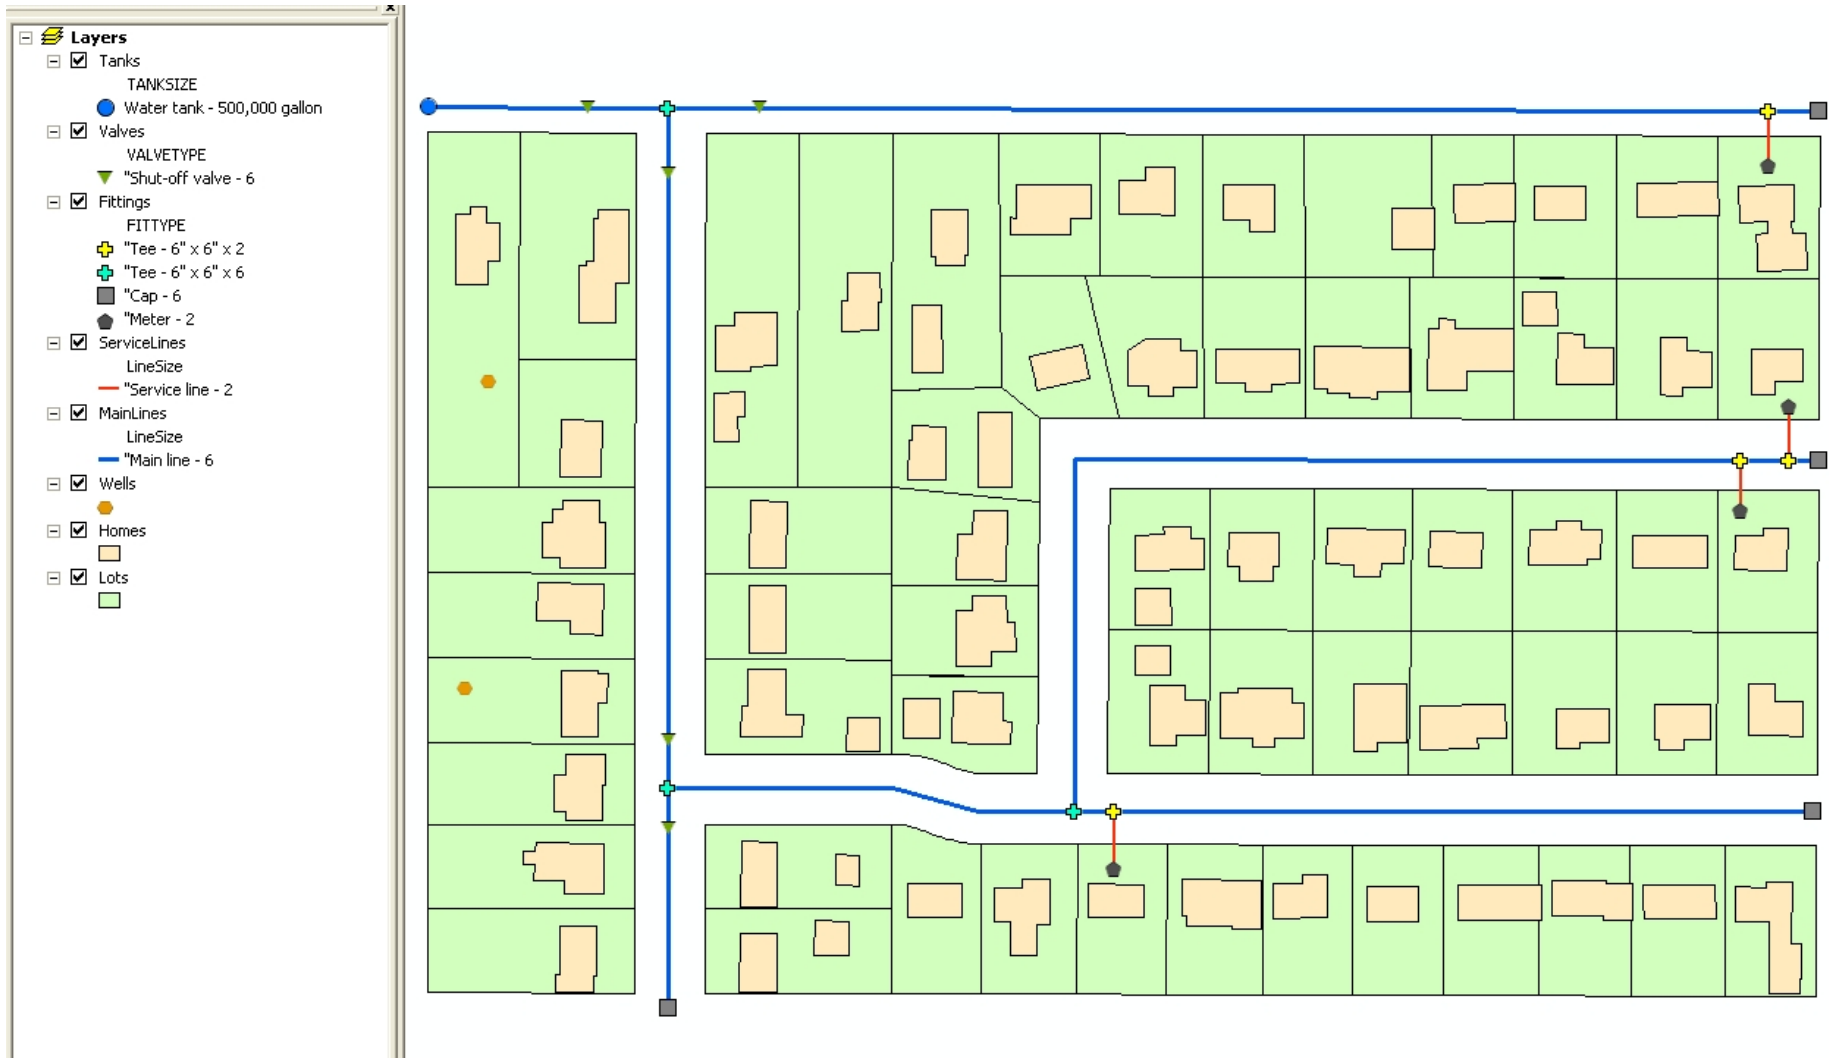 Layers
Tanks
TANKSIZE
Water tank - 500,000 gallon
Valves
VALVETYPE
"Shut-off valve - 6
Fittings
FITTYPE
"Tee - 6" x 6" x 2
"Tee - 6" x 6" x 6
"Cap - 6
"Meter - 2
ServiceLines
LineSize
"Service line - 2
MainLines
LineSize
"Main line - 6
Wells
Homes
Lots